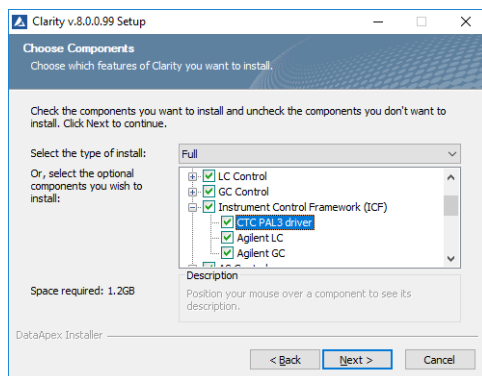 Clarity v.8.0.0.99 Setup
Choose Components
Choose which features of Clarity you want to install.
Check the components you want to install and uncheck the components you don't want to
install. Click Next to continue.
Select the type of install:
Full
Or, select the optional
components you wish to
install:
LC Control
GC Control
Instrument Control Framework (ICF)
CTC PAL3 driver
Agilent LC
Agilent GC
Description
Space required: 1.2GB
Position your mouse over a component to see its
description.
DataApex Installer
< Back
Next >
Cancel